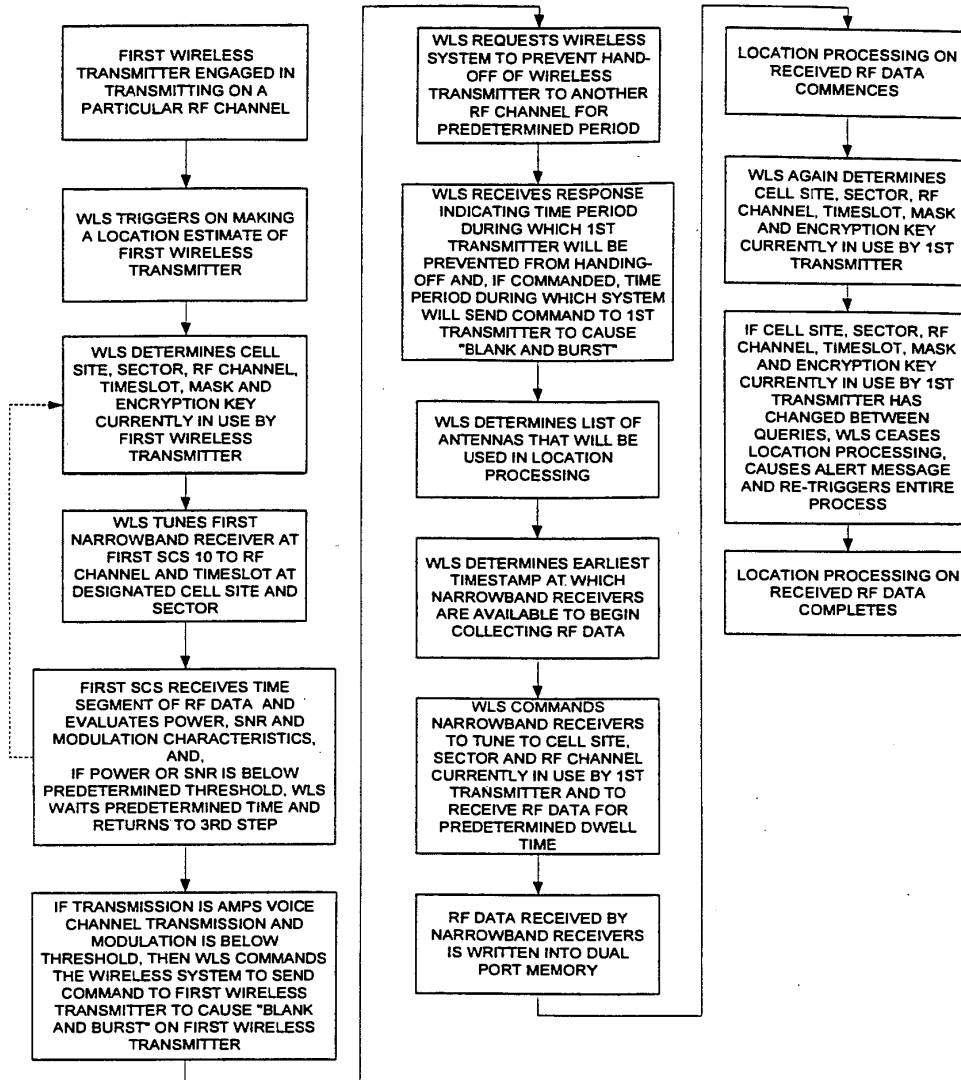 FIRST WIRELESS
TRANSMITTER ENGAGED IN
TRANSMITTING ON A
PARTICULAR RF CHANNEL
WLS TRIGGERS ON MAKING
A LOCATION ESTIMATE OF
FIRST WIRELESS
TRANSMITTER
WLS DETERMINES CELL
SITE, SECTOR, RF CHANNEL,
TIMESLOT, MASK AND
ENCRYPTION KEY
CURRENTLY IN USE BY
FIRST WIRELESS
TRANSMITTER
WLS TUNES FIRST
NARROWBAND RECEIVER AT
FIRST SCS 10 TO RF
CHANNEL AND TIMESLOT AT
DESIGNATED CELL SITE AND
SECTOR
FIRST SCS RECEIVES TIME
SEGMENT OF RF DATA AND
EVALUATES POWER, SNR AND
MODULATION CHARACTERISTICS,
AND,
IF POWER OR SNR IS BELOW
PREDETERMINED THRESHOLD, WLS
WAITS PREDETERMINED TIME AND
RETURNS TO 3RD STEP
IF TRANSMISSION IS AMPS VOICE
CHANNEL TRANSMISSION AND
MODULATION IS BELOW
THRESHOLD, THEN WLS COMMANDS
THE WIRELESS SYSTEM TO SEND
COMMAND TO FIRST WIRELESS
TRANSMITTER TO CAUSE "BLANK
AND BURST" ON FIRST WIRELESS
TRANSMITTER
WLS REQUESTS WIRELESS
SYSTEM TO PREVENT HAND-
OFF OF WIRELESS
TRANSMITTER TO ANOTHER
RF CHANNEL FOR
PREDETERMINED PERIOD
WLS RECEIVES RESPONSE
INDICATING TIME PERIOD
DURING WHICH 1ST
TRANSMITTER WILL BE
PREVENTED FROM HANDING-
OFF AND, IF COMMANDED, TIME
PERIOD DURING WHICH SYSTEM
WILL SEND COMMAND TO 1ST
TRANSMITTER TO CAUSE
"BLANK AND BURST"
WLS DETERMINES LIST OF
ANTENNAS THAT WILL BE
USED IN LOCATION
PROCESSING
WLS DETERMINES EARLIEST
TIMESTAMP AT WHICH
NARROWBAND RECEIVERS
ARE AVAILABLE TO BEGIN
COLLECTING RF DATA
WLS COMMANDS
NARROWBAND RECEIVERS
TO TUNE TO CELL SITE,
SECTOR AND RF CHANNEL
CURRENTLY IN USE BY 1ST
TRANSMITTER AND TO
RECEIVE RF DATA FOR
PREDETERMINED DWELL
TIME
RF DATA RECEIVED BY
NARROWBAND RECEIVERS
IS WRITTEN INTO DUAL
PORT MEMORY
LOCATION PROCESSING ON
RECEIVED RF DATA
COMMENCES
WLS AGAIN DETERMINES
CELL SITE, SECTOR, RF
CHANNEL, TIMESLOT, MASK
AND ENCRYPTION KEY
CURRENTLY IN USE BY 1ST
TRANSMITTER
IF CELL SITE, SECTOR, RF
CHANNEL, TIMESLOT, MASK
AND ENCRYPTION KEY
CURRENTLY IN USE BY 1ST
TRANSMITTER HAS
CHANGED BETWEEN
QUERIES, WLS CEASES
LOCATION PROCESSING,
CAUSES ALERT MESSAGE
AND RE-TRIGGERS ENTIRE
PROCESS
LOCATION PROCESSING ON
RECEIVED RF DATA
COMPLETES